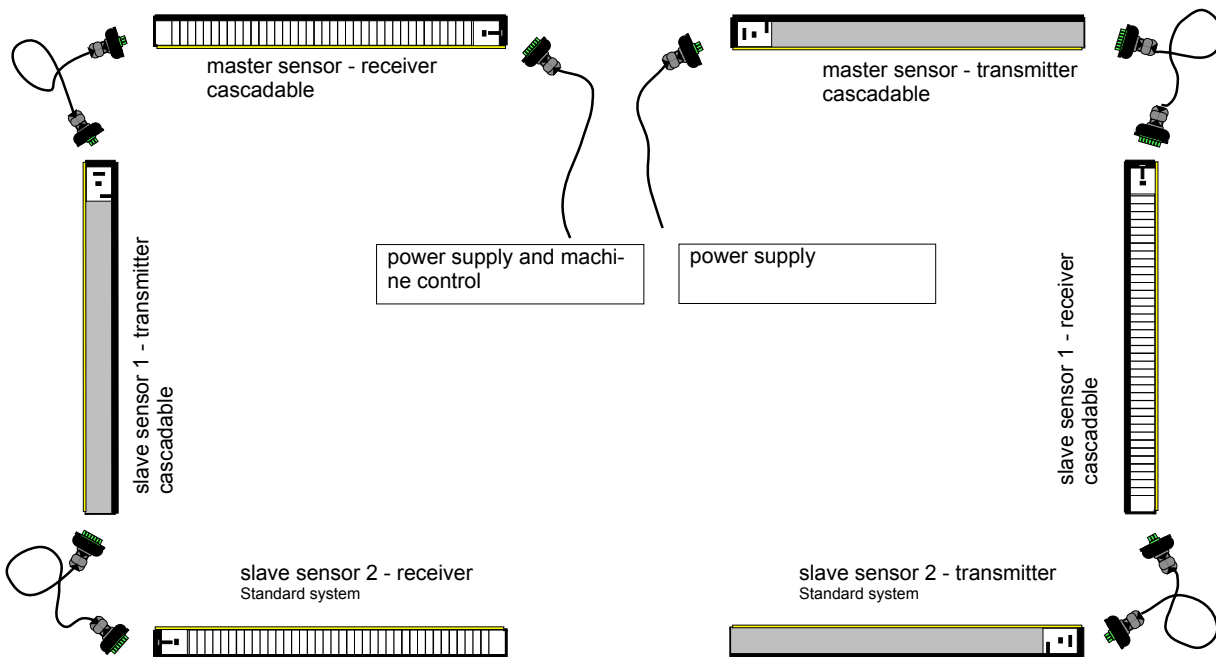 master sensor - receiver
cascadable
master sensor - transmitter
cascadable
power supply and machi-
ne control
power supply
slave sensor 1 - transmitter
cascadable
slave sensor 1 - receiver
cascadable
slave sensor 2 - receiver
Standard system
slave sensor 2 - transmitter
Standard system